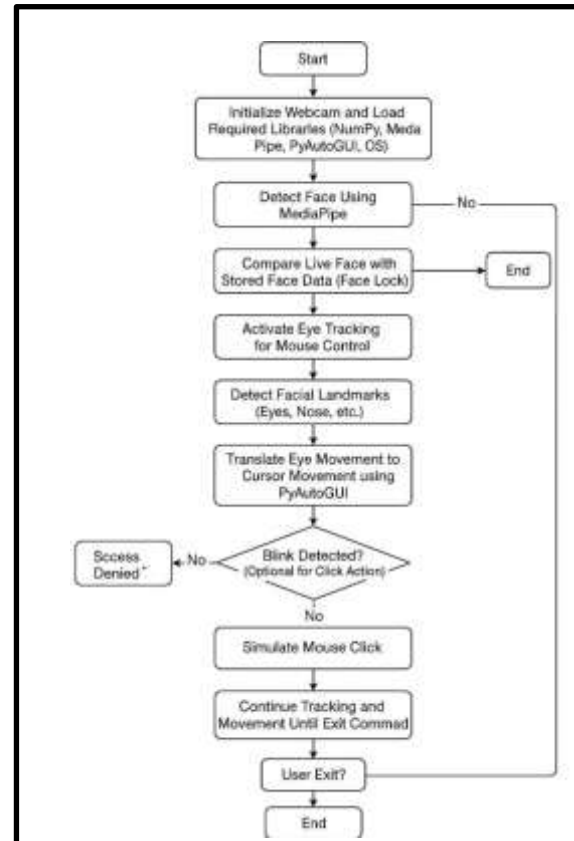 Start
Initialize Webcam and Load
Required Libraries (NumPy, Meda
Pipe, PyAutoGUI, OS)
Detect Face Using
MediaPipe
No
Compare Live Face with
Stored Face Data (Face Lock)
End
Activate Eye Tracking
for Mouse Control
Detect Facial Landmarks
(Eyes, Nose, etc.)
Translate Eye Movement to
Cursor Movement using
PyAutoGUI
Blink Detected?
(Optional for Click Action)
No
Sccess
Denied"
No
Simulate Mouse Click
Continue Tracking and
Movement Until Exit Commad
User Exit?
End